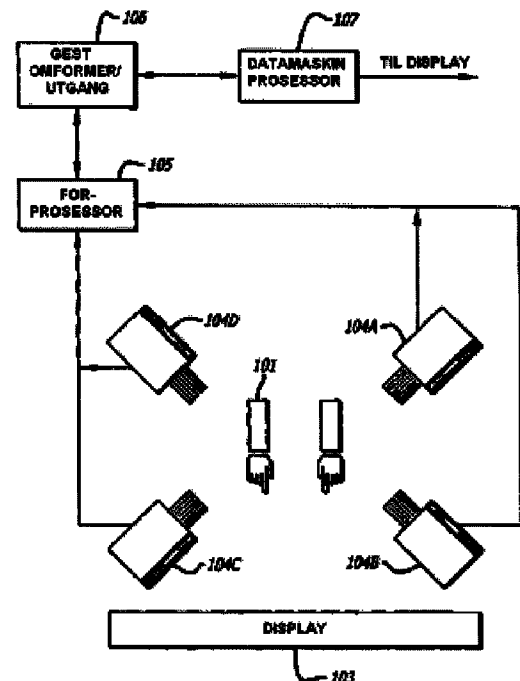 106
107
GEST
OMFORMER/
UTGANG
DATAMASKIN
PROSESSOR
TIL DISPLAY
105
FOR-
PROSESSOR
104D
104A
101
104C
104B
DISPLAY
103